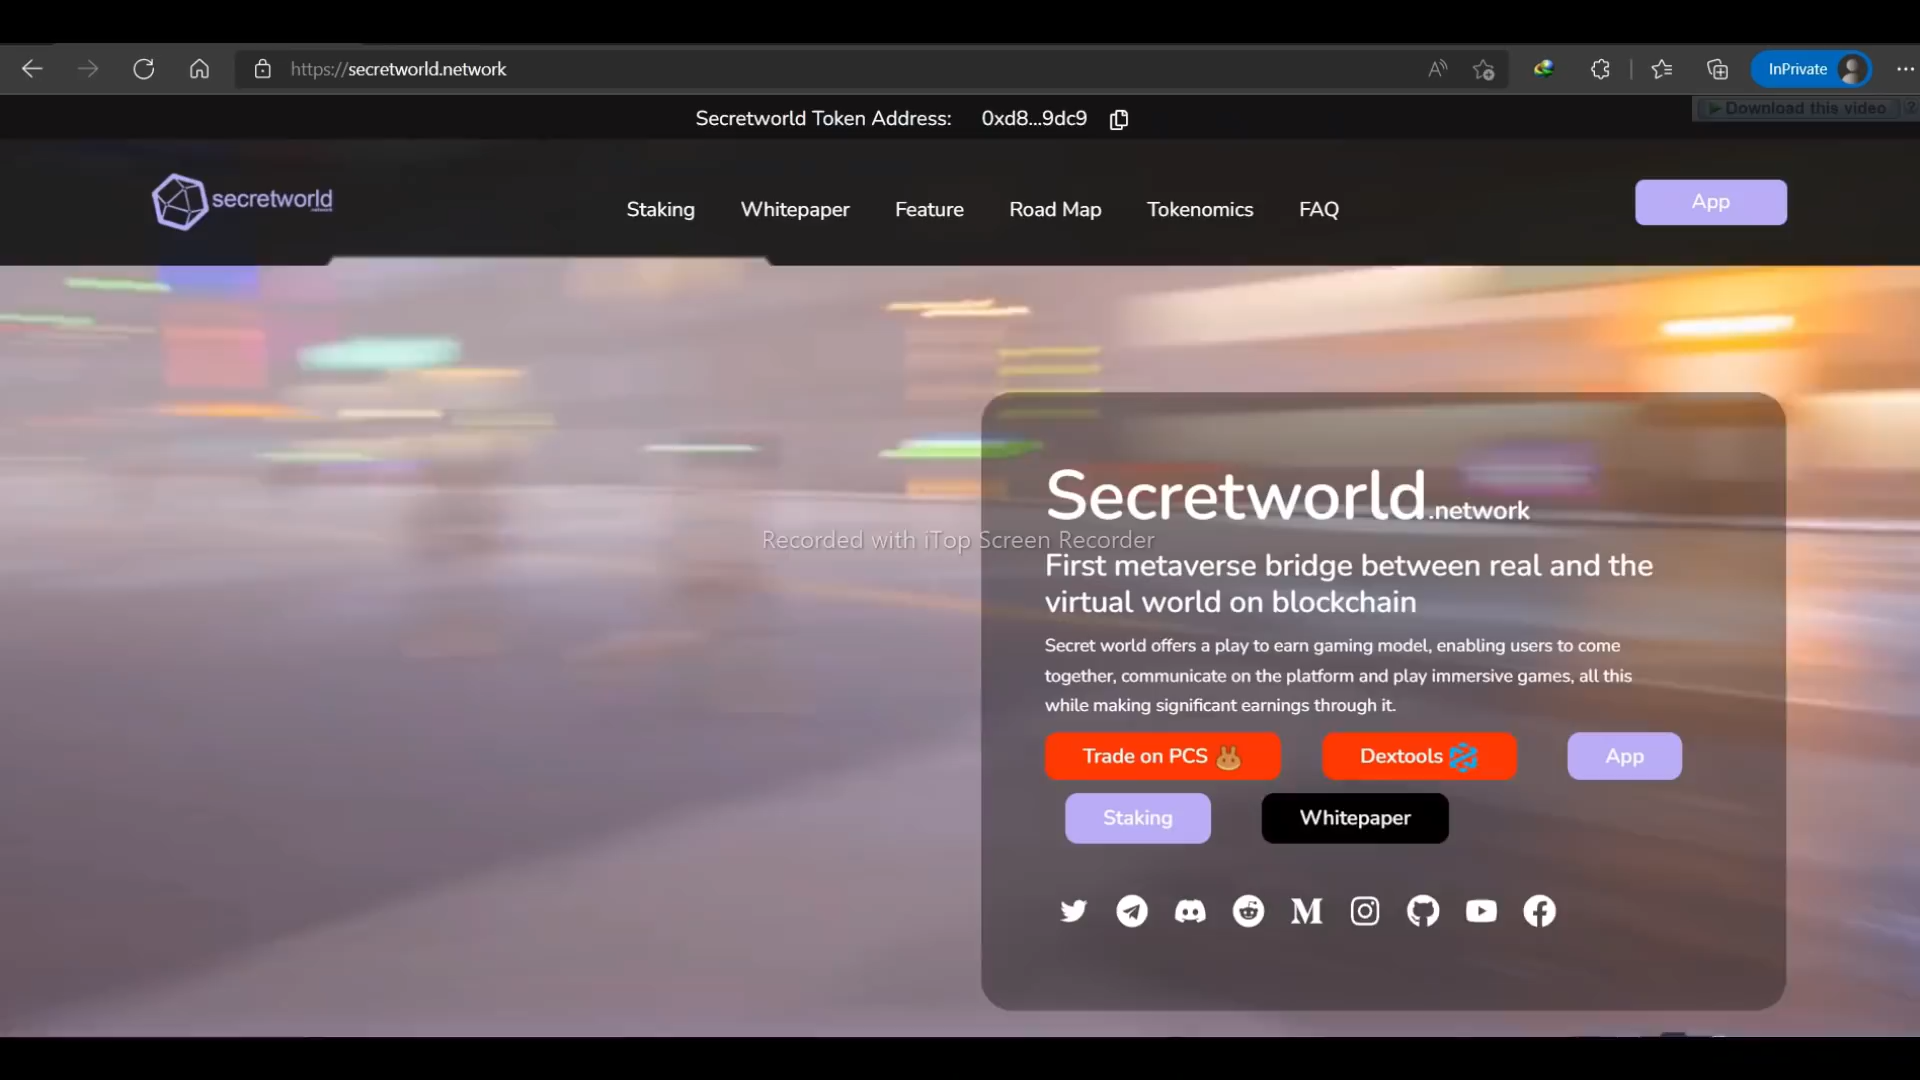 https://secretworld.network
InPrivate
Download this video
Secretworld Token Address: 0xd8...9dc9
secretworld
network
Staking Whitepaper Feature Road Map Tokenomics FAQ
App
Secretworld.network
Recorded with iTop Screen Recorder
First metaverse bridge between real and the
virtual world on blockchain
Secret world offers a play to earn gaming model, enabling users to come
together, communicate on the platform and play immersive games, all this
while making significant earnings through it.
Trade on PCS Dextools App
Staking Whitepaper